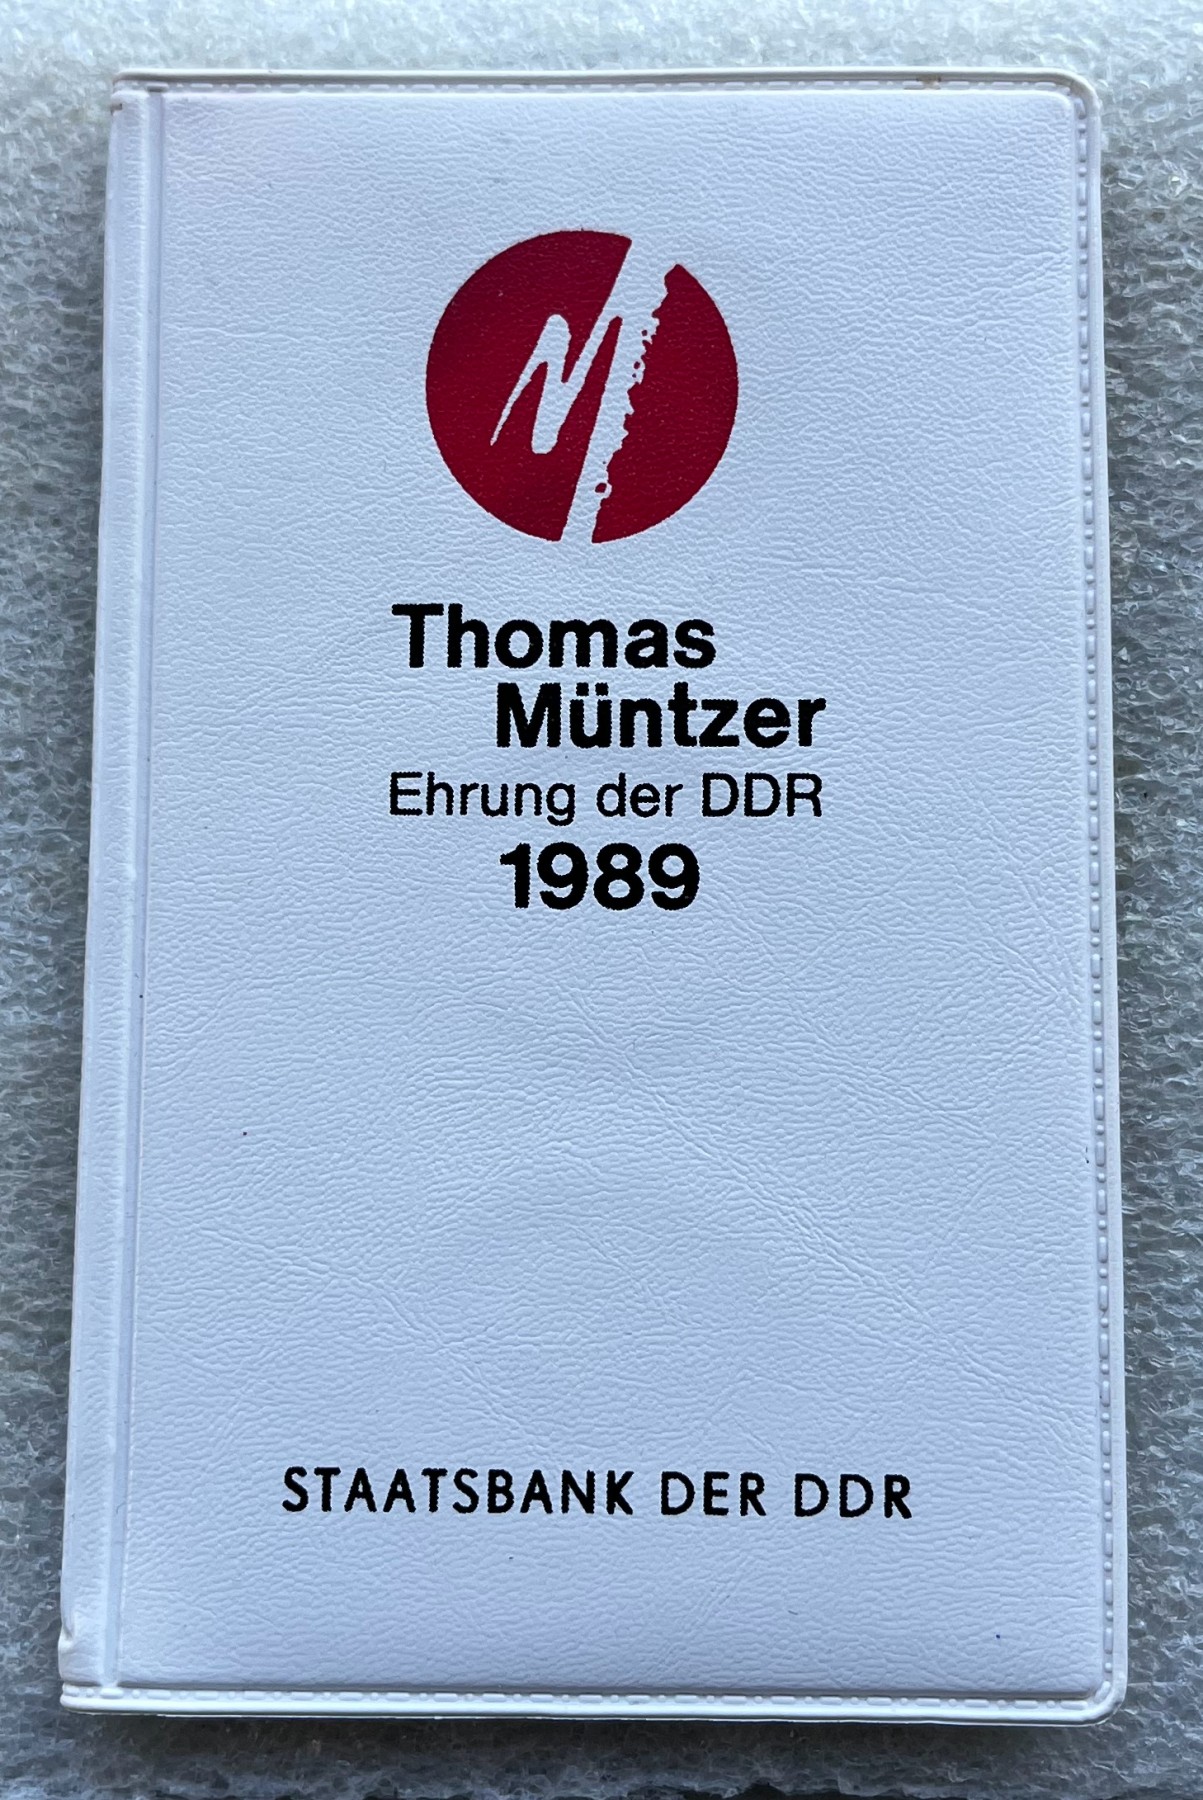 Thomas
Müntzer
Ehrung der DDR
1989
STAATSBANK DER DDR